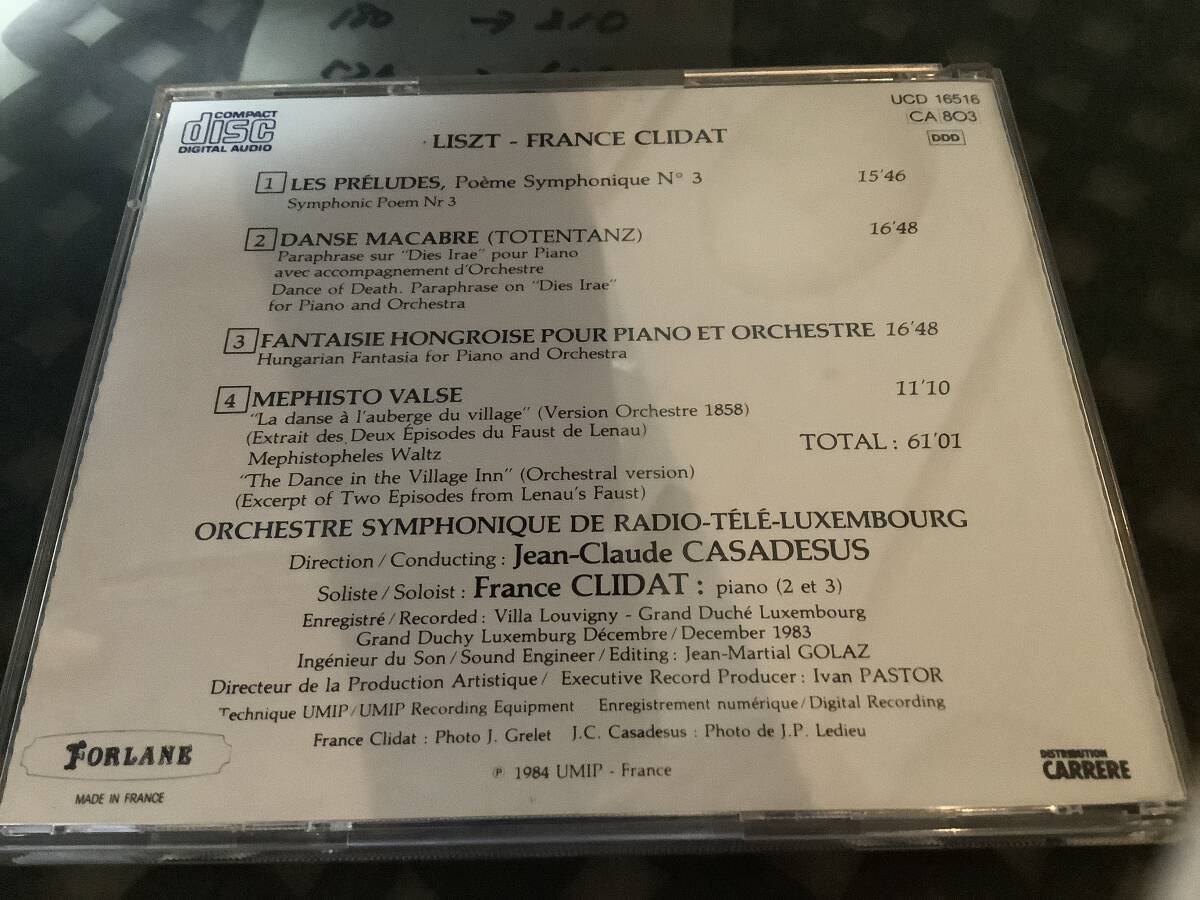 180 → 210
COMPACT
disc
DIGITAL AUDIO
LISZT - FRANCE CLIDAT
UCD 16516
CA 803
DDD
1 LES PRÉLUDES, Poème Symphonique N° 3 15'46
Symphonic Poem Nr 3
2 DANSE MACABRE (TOTENTANZ) 16'48
Paraphrase sur "Dies Irae" pour Piano
avec accompagnement d'Orchestre
Dance of Death. Paraphrase on "Dies Irae"
for Piano and Orchestra
3 FANTAISIE HONGROISE POUR PIANO ET ORCHESTRE 16'48
Hungarian Fantasia for Piano and Orchestra
4 MEPHISTO VALSE 11'10
"La danse à l'auberge du village" (Version Orchestre 1858)
(Extrait des Deux Épisodes du Faust de Lenau)
Mephistopheles Waltz
TOTAL : 61'01
"The Dance in the Village Inn" (Orchestral version)
(Excerpt of Two Episodes from Lenau's Faust)
ORCHESTRE SYMPHONIQUE DE RADIO-TÉLÉ-LUXEMBOURG
Direction / Conducting : Jean-Claude CASADESUS
Soliste / Soloist : France CLIDAT : piano (2 et 3)
Enregistré / Recorded : Villa Louvigny - Grand Duché Luxembourg
Grand Duchy Luxemburg Décembre / December 1983
Ingénieur du Son / Sound Engineer / Editing : Jean-Martial GOLAZ
Directeur de la Production Artistique / Executive Record Producer : Ivan PASTOR
Technique UMIP / UMIP Recording Equipment Enregistrement numérique / Digital Recording
France Clidat : Photo J. Grelet J.C. Casadesus : Photo de J.P. Ledieu
℗ 1984 UMIP - France
FORLANE
MADE IN FRANCE
DISTRIBUTION
CARRERE